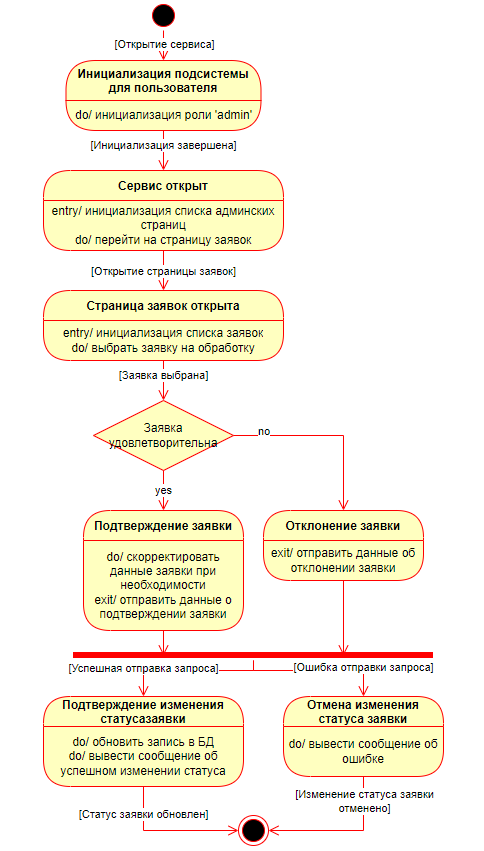 [Открытие сервиса]
Инициализация подсистемы
для пользователя
do/ инициализация роли 'admin'
[Инициализация завершена]
Сервис открыт
entry/ инициализация списка админских
страниц
do/ перейти на страницу заявок
[Открытие страницы заявок]
Страница заявок открыта
entry/ инициализация списка заявок
do/ выбрать заявку на обработку
[Заявка выбрана]
Заявка
удовлетворительна
no
yes
Подтверждение заявки
do/ скорректировать
данные заявки при
необходимости
exit/ отправить данные о
подтверждении заявки
Отклонение заявки
exit/ отправить данные об
отклонении заявки
[Успешная отправка запроса]
[Ошибка отправки запроса]
Подтверждение изменения
статусазаявки
do/ обновить запись в БД
do/ вывести сообщение об
успешном изменении статуса
Отмена изменения
статуса заявки
do/ вывести сообщение об
ошибке
[Статус заявки обновлен]
[Изменение статуса заявки
отменено]